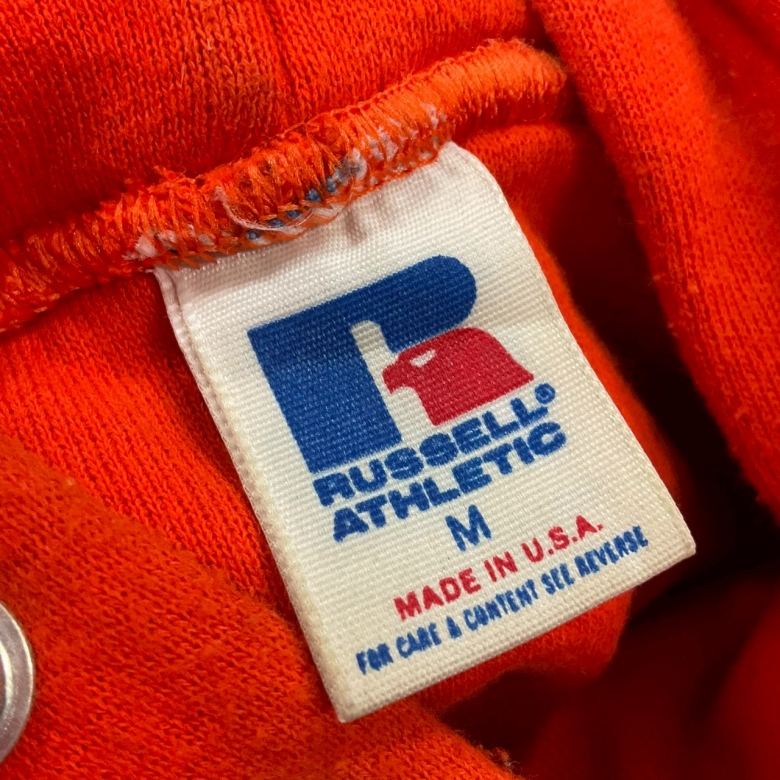 RUSSELL®
ATHLETIC
M
MADE IN U.S.A.
FOR CARE & CONTENT SEE REVERSE